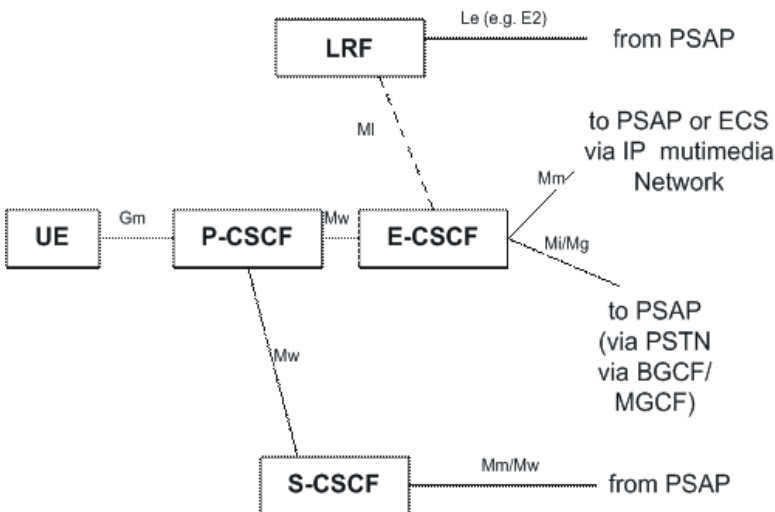 Le (e.g. E2)
LRF
from PSAP
Ml
to PSAP or ECS
via IP mutimedia
Network
Mm
UE
Gm
P-CSCF
Mw
E-CSCF
Mi/Mg
to PSAP
(via PSTN
via BGCF/
MGCF)
Mw
S-CSCF
Mm/Mw
from PSAP